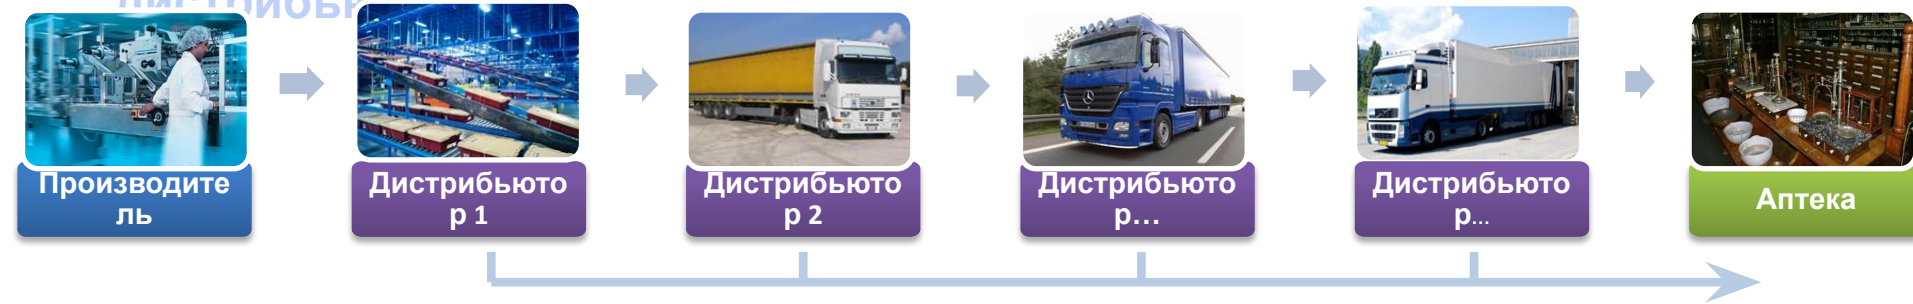 Производите
ль
Дистрибьюто
р 1
Дистрибьюто
р 2
Дистрибьюто
р...
Дистрибьюто
р...
Аптека